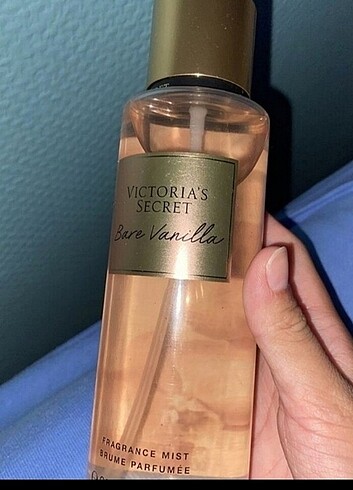 VICTORIA'S
SECRET
Bare Vanilla
FRAGRANCE MIST
BRUME PARFUMÉE